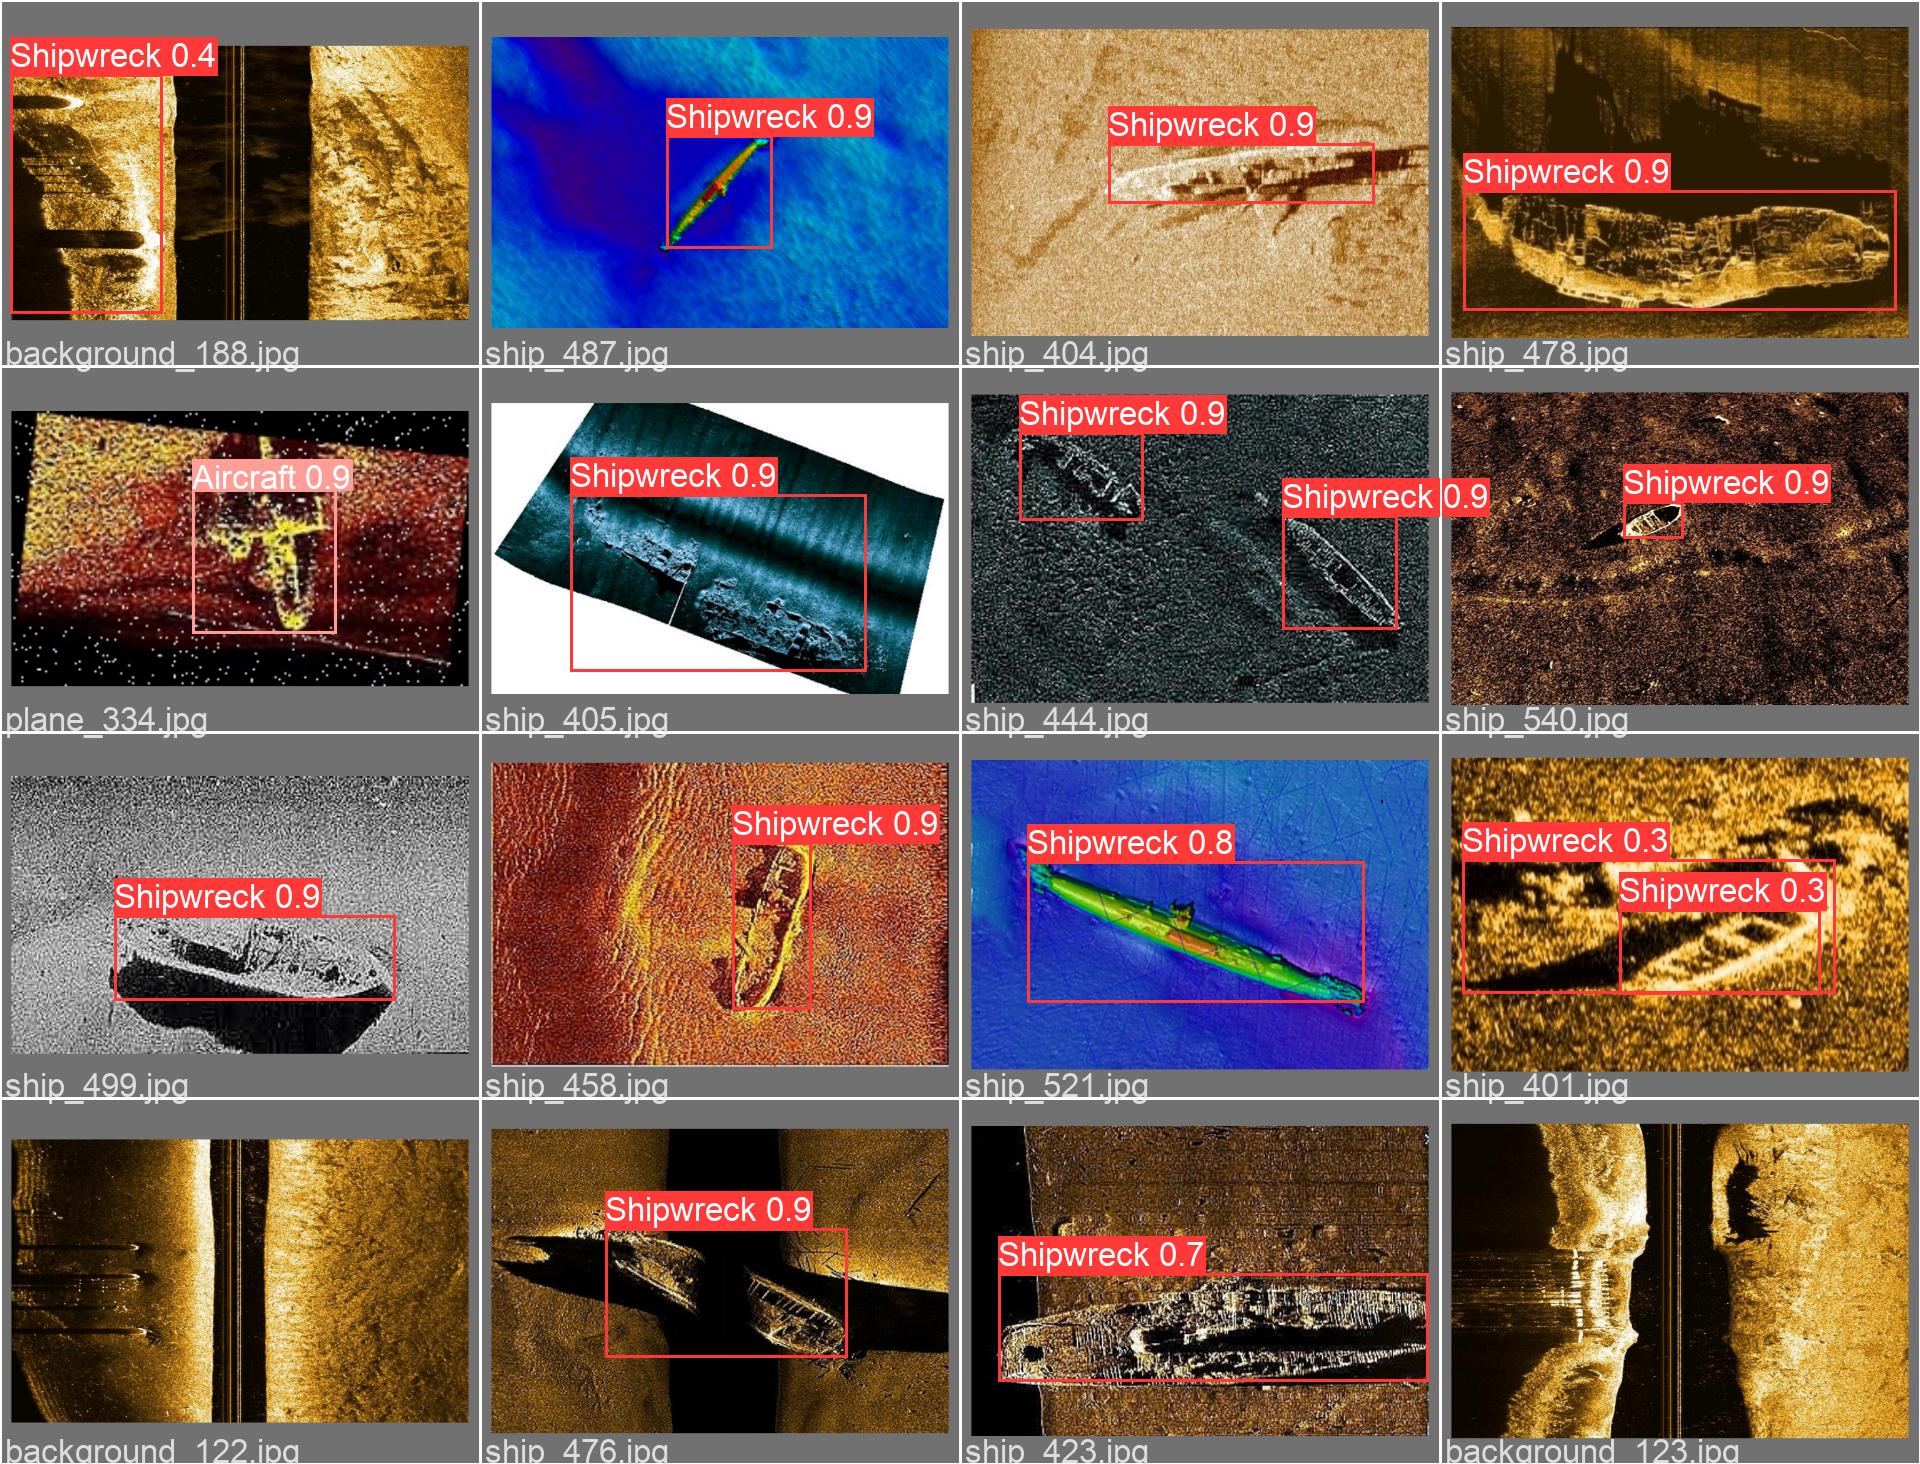 Shipwreck 0.4
background_188.jpg
Shipwreck 0.9
ship_487.jpg
Shipwreck 0.9
ship_404.jpg
Shipwreck 0.9
ship_478.jpg
Aircraft 0.9
plane_334.jpg
Shipwreck 0.9
ship_405.jpg
Shipwreck 0.9
Shipwreck 0.9
ship_444.jpg
Shipwreck 0.9
ship_540.jpg
Shipwreck 0.9
ship_499.jpg
Shipwreck 0.9
ship_458.jpg
Shipwreck 0.8
ship_521.jpg
Shipwreck 0.3
Shipwreck 0.3
ship_401.jpg
background_122.jpg
Shipwreck 0.9
ship_476.jpg
Shipwreck 0.7
ship_423.jpg
background_123.jpg